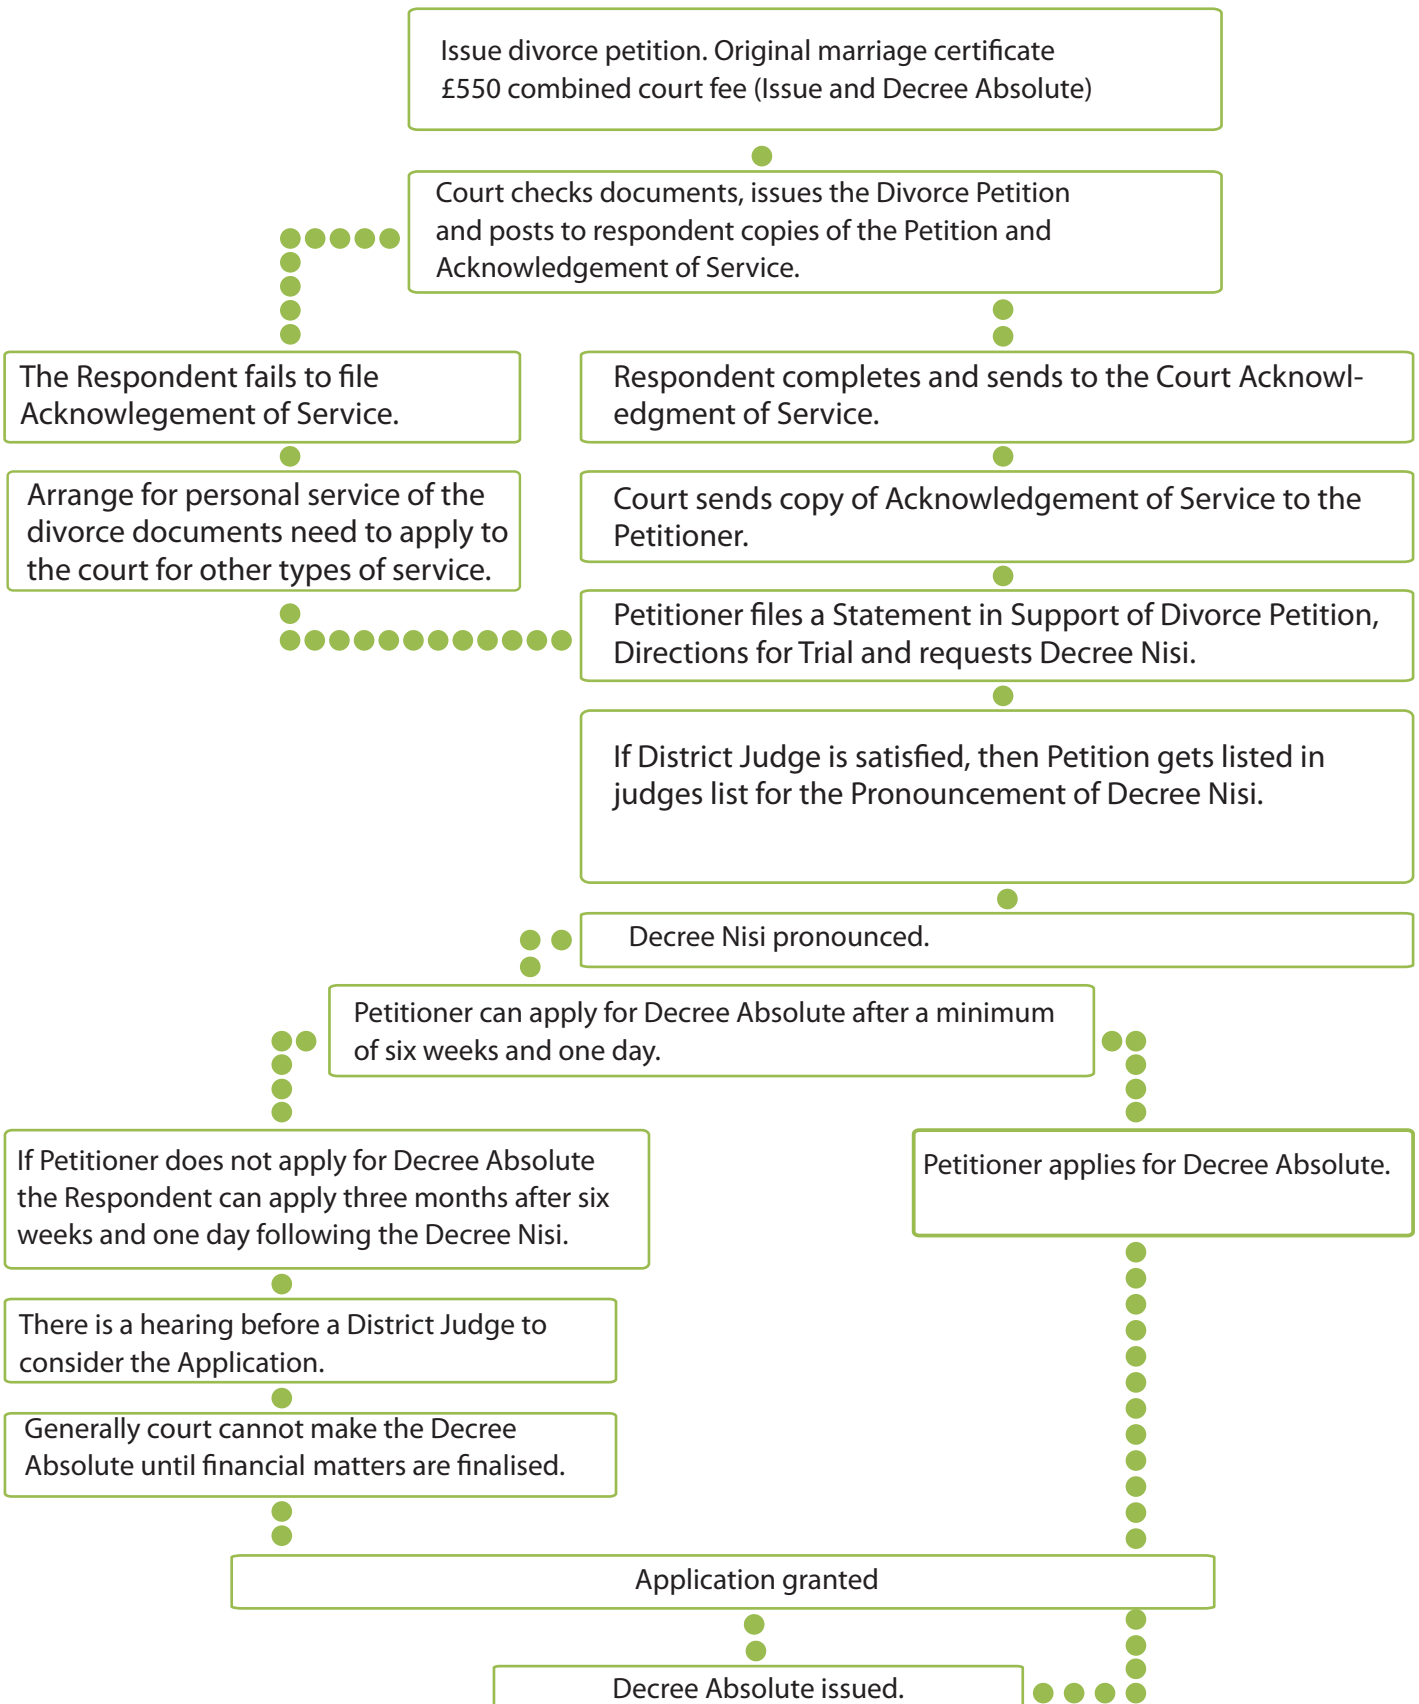 Issue divorce petition. Original marriage certificate
£550 combined court fee (Issue and Decree Absolute)
Court checks documents, issues the Divorce Petition
and posts to respondent copies of the Petition and
Acknowledgement of Service.
The Respondent fails to file
Acknowlegement of Service.
Respondent completes and sends to the Court Acknowl-
edgment of Service.
Arrange for personal service of the
divorce documents need to apply to
the court for other types of service.
Court sends copy of Acknowledgement of Service to the
Petitioner.
Petitioner files a Statement in Support of Divorce Petition,
Directions for Trial and requests Decree Nisi.
If District Judge is satisfied, then Petition gets listed in
judges list for the Pronouncement of Decree Nisi.
Decree Nisi pronounced.
Petitioner can apply for Decree Absolute after a minimum
of six weeks and one day.
If Petitioner does not apply for Decree Absolute
the Respondent can apply three months after six
weeks and one day following the Decree Nisi.
Petitioner applies for Decree Absolute.
There is a hearing before a District Judge to
consider the Application.
Generally court cannot make the Decree
Absolute until financial matters are finalised.
Application granted
Decree Absolute issued.